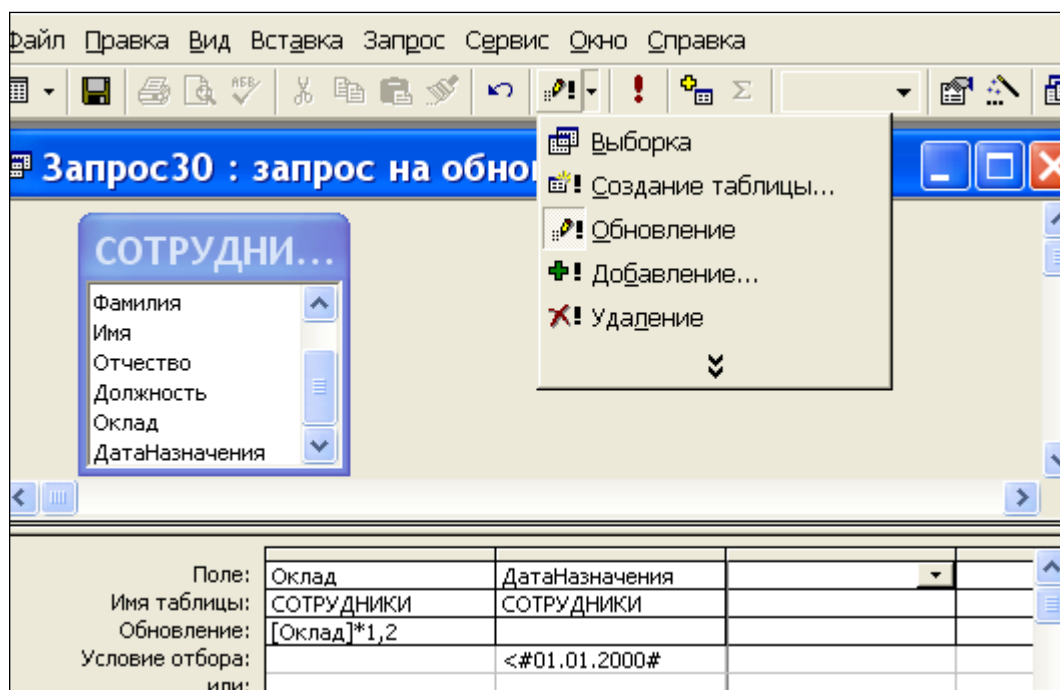 Файл Правка Вид Вставка Запрос Сервис Окно Справка
Запрос30 : запрос на обно
Выборка
Создание таблицы...
Обновление
Добавление...
Удаление
СОТРУДНИ...
Фамилия
Имя
Отчество
Должность
Оклад
ДатаНазначения
Поле: Оклад ДатаНазначения
Имя таблицы: СОТРУДНИКИ СОТРУДНИКИ
Обновление: [Оклад]*1,2
Условие отбора: <#01.01.2000#
или: